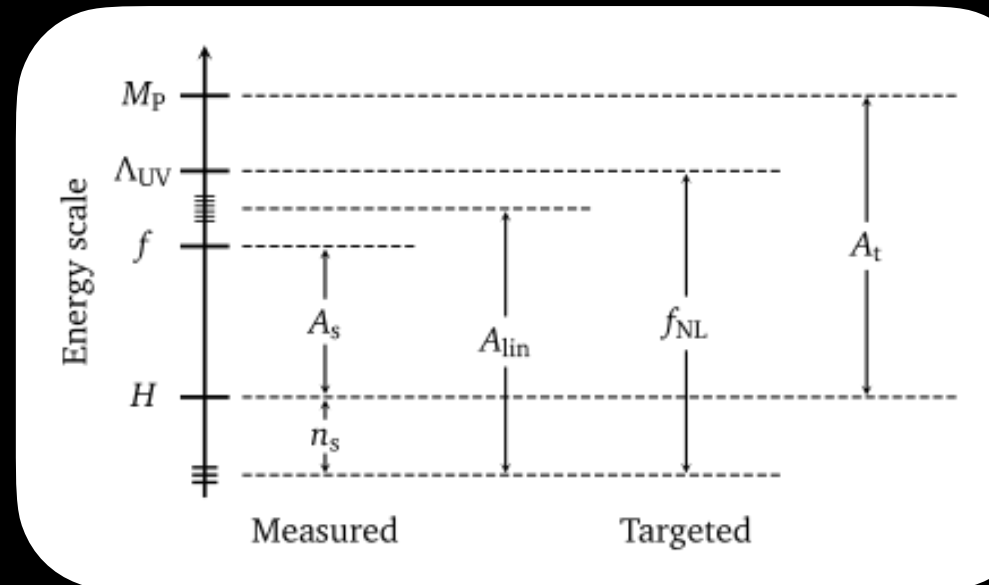 M_P
Λ_UV
f
H
Energy scale
A_s
n_s
A_lin
f_NL
A_t
Measured
Targeted